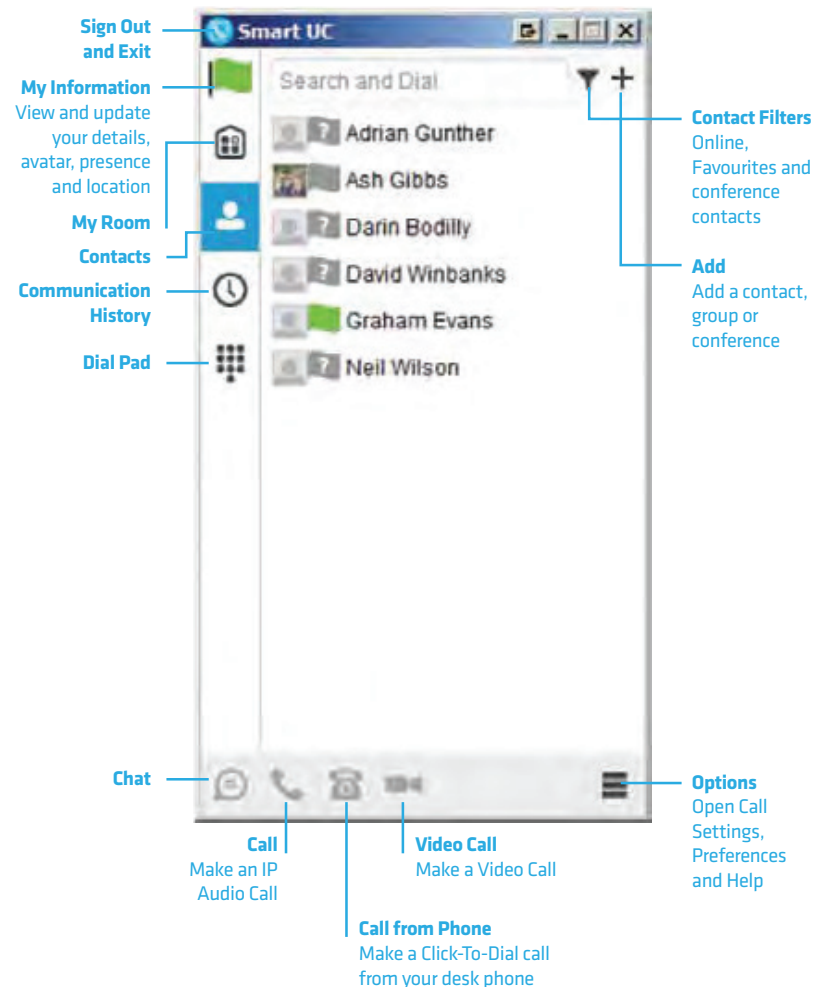 Sign Out
and Exit
My Information
View and update
your details,
avatar, presence
and location
My Room
Contacts
Communication
History
Dial Pad
Chat
Smart UC
Search and Dial
Adrian Gunther
Ash Gibbs
Darin Bodilly
David Winbanks
Graham Evans
Neil Wilson
Contact Filters
Online,
Favourites and
conference
contacts
Add
Add a contact,
group or
conference
Options
Open Call
Settings,
Preferences
and Help
Call
Make an IP
Audio Call
Video Call
Make a Video Call
Call from Phone
Make a Click-To-Dial call
from your desk phone